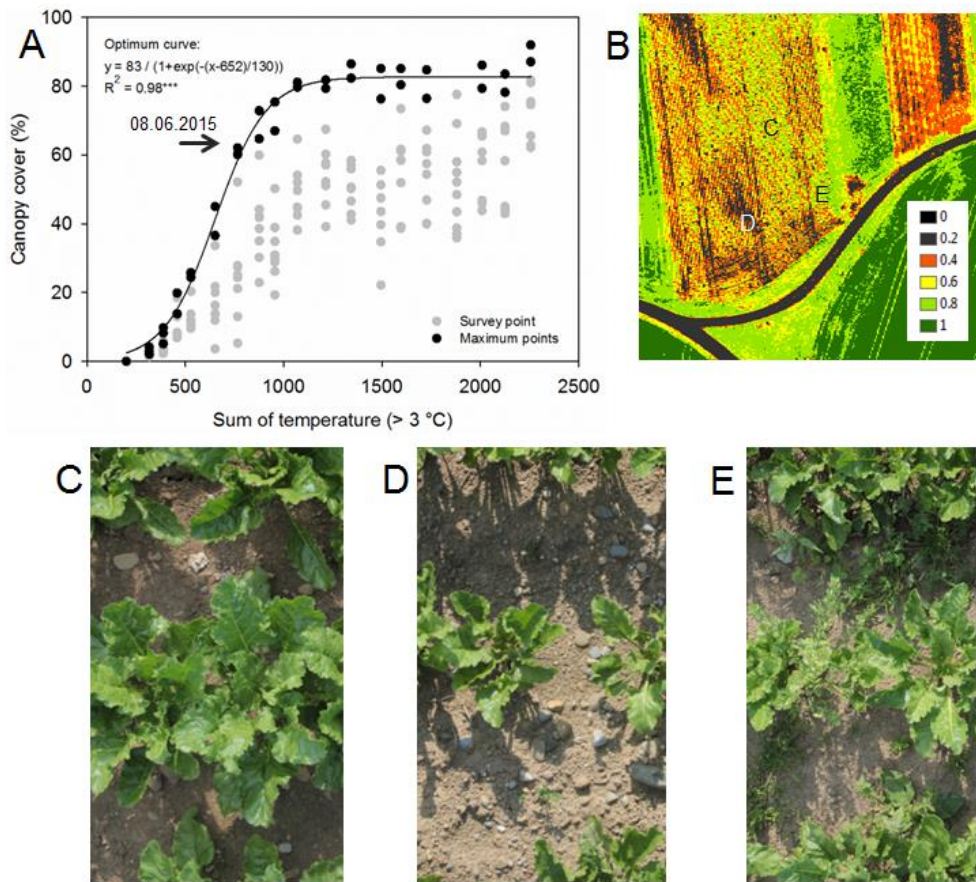 A
Optimum curve:
y = 83 / (1+exp(-(x-652)/130))
R² = 0.98***
08.06.2015
Canopy cover (%)
100
80
60
40
20
0
Survey point
Maximum points
0 500 1000 1500 2000 2500
Sum of temperature (> 3 °C)
B
C
E
D
0
0.2
0.4
0.6
0.8
1
C D E